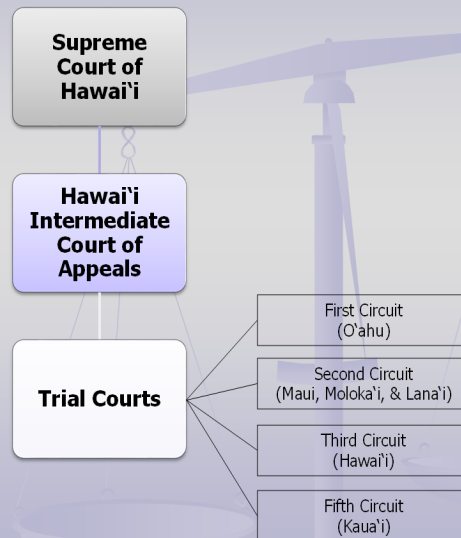 Supreme
Court of
Hawai‘i
Hawai‘i
Intermediate
Court of
Appeals
Trial Courts
First Circuit
(O‘ahu)
Second Circuit
(Maui, Moloka‘i, & Lana‘i)
Third Circuit
(Hawai‘i)
Fifth Circuit
(Kaua‘i)